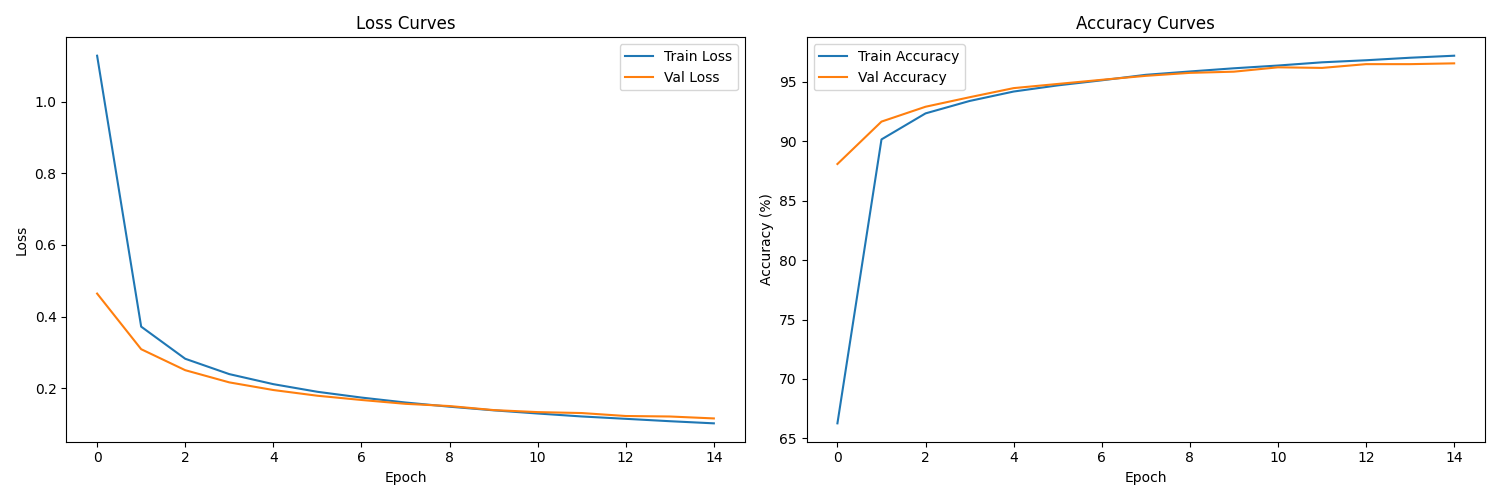 Loss Curves
Train Loss
Val Loss
1.0
0.8
0.6
0.4
0.2
Loss
0 2 4 6 8 10 12 14
Epoch
Accuracy Curves
Train Accuracy
Val Accuracy
95
90
85
80
75
70
65
Accuracy (%)
0 2 4 6 8 10 12 14
Epoch